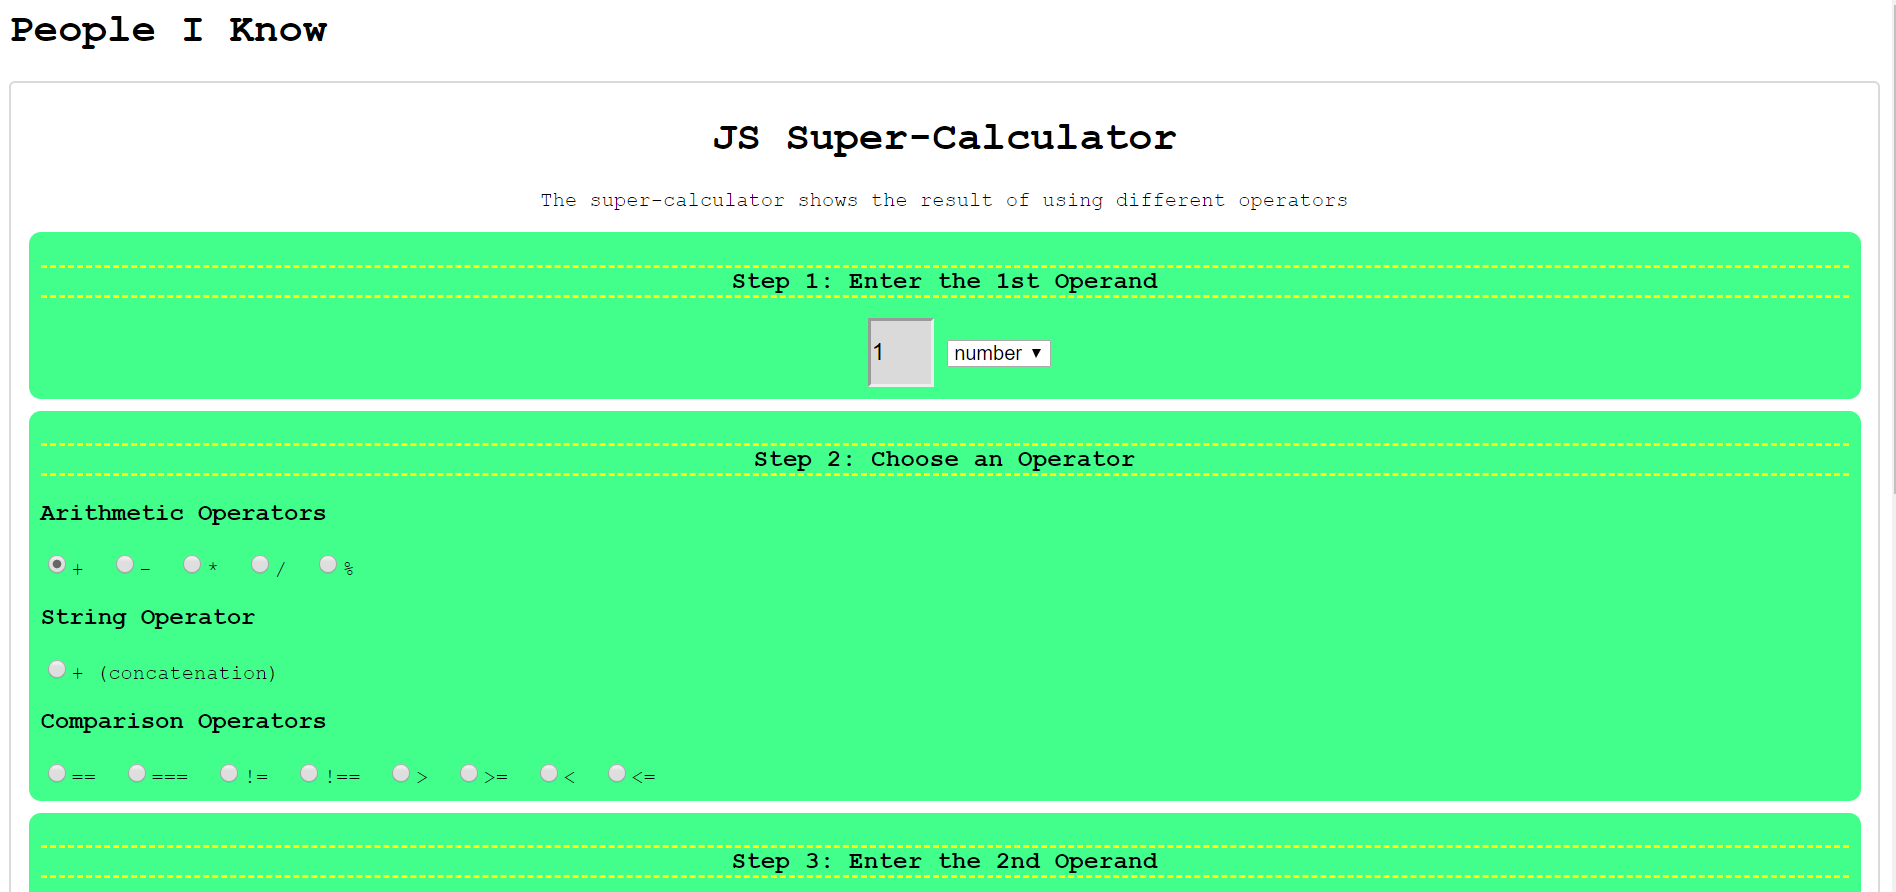 People I Know
JS Super-Calculator
The super-calculator shows the result of using different operators
Step 1: Enter the 1st Operand
1 number
Step 2: Choose an Operator
Arithmetic Operators
+ - * / %
String Operator
+ (concatenation)
Comparison Operators
== === != !== > >= < <=
Step 3: Enter the 2nd Operand